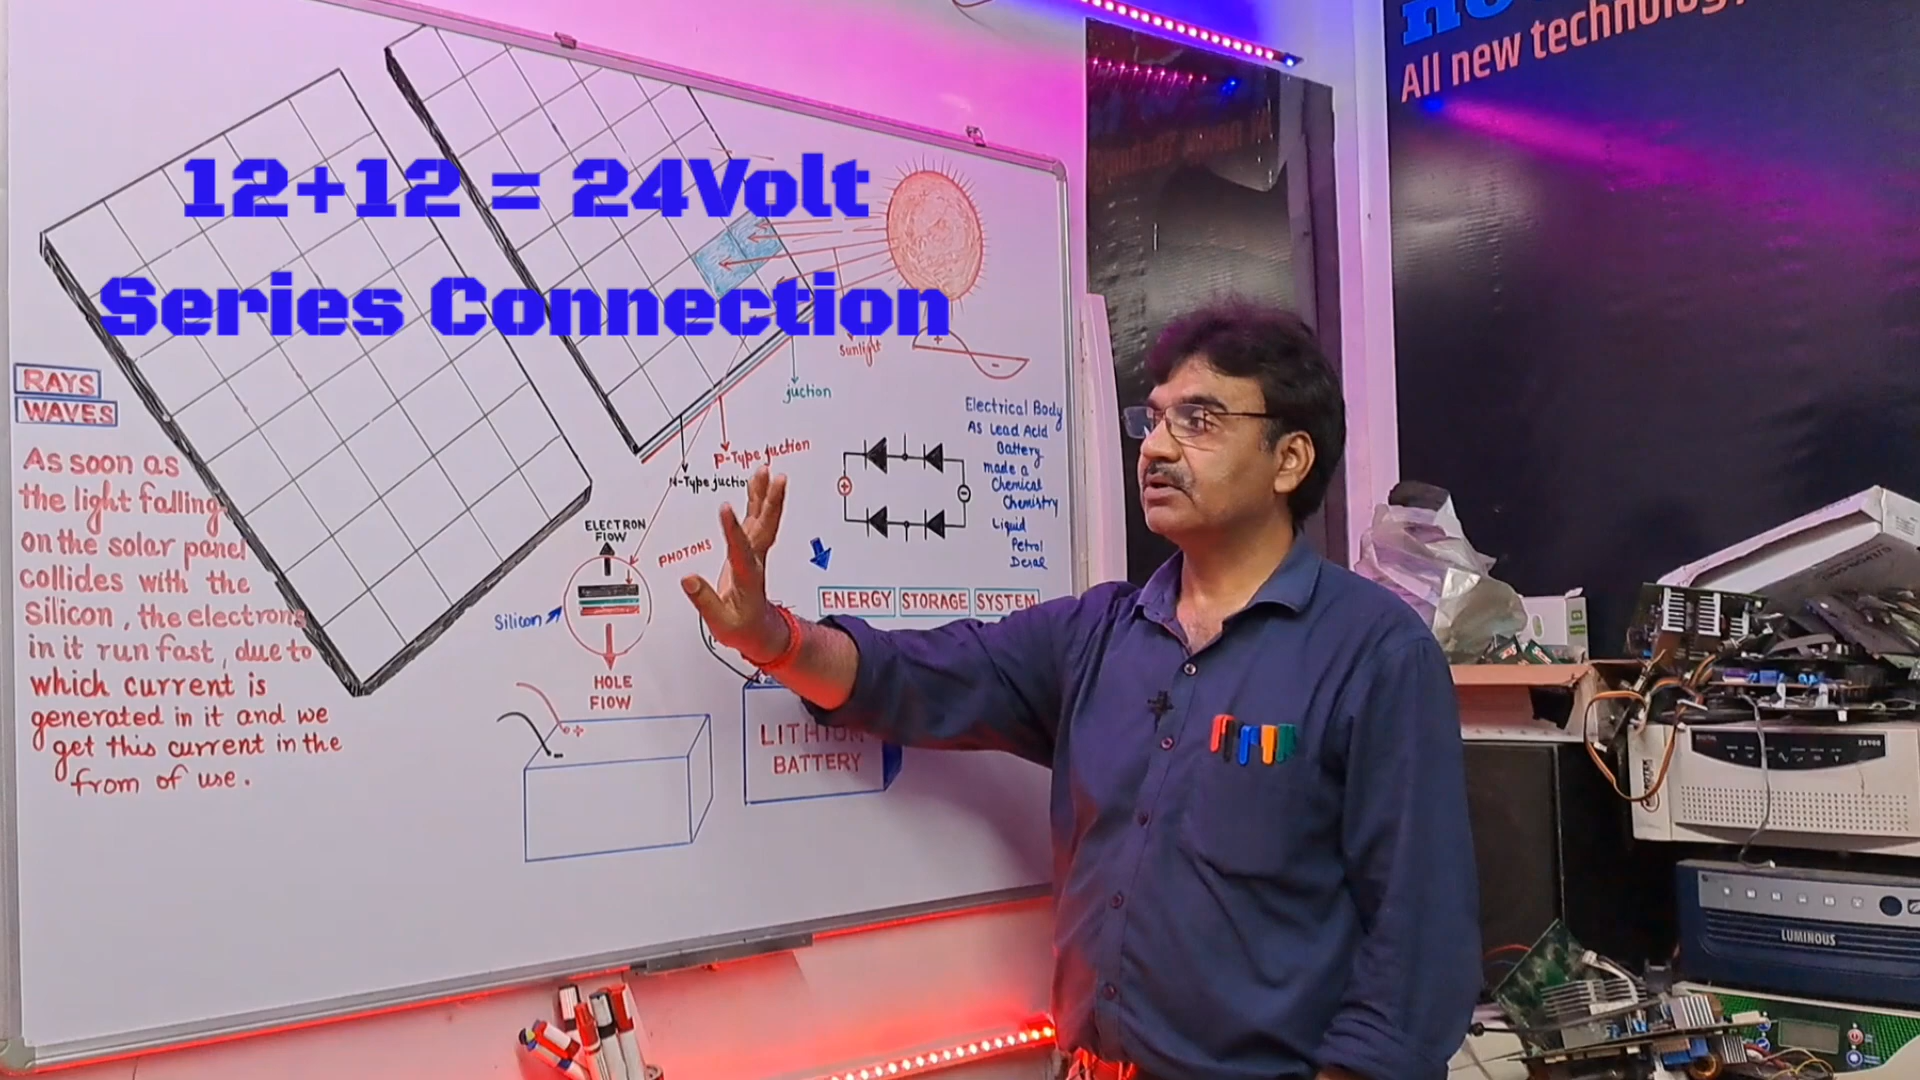 All new technology
12+12 = 24Volt
Series Connection
sunlight
+
-
juction
RAYS
WAVES
As soon as
the light falling
on the solar panel
collides with the
silicon, the electrons
in it run fast, due to
which current is
generated in it and we
get this current in the
from of use.
P-Type juction
N-Type juction
ELECTRON
FLOW
PHOTONS
Silicon
HOLE
FLOW
+
-
LITHIUM
BATTERY
+
-
Electrical Body
As Lead Acid
Battery
made a
Chemical
Chemistry
Liquid
Petrol
Desal
ENERGY STORAGE SYSTEM
LUMINOUS